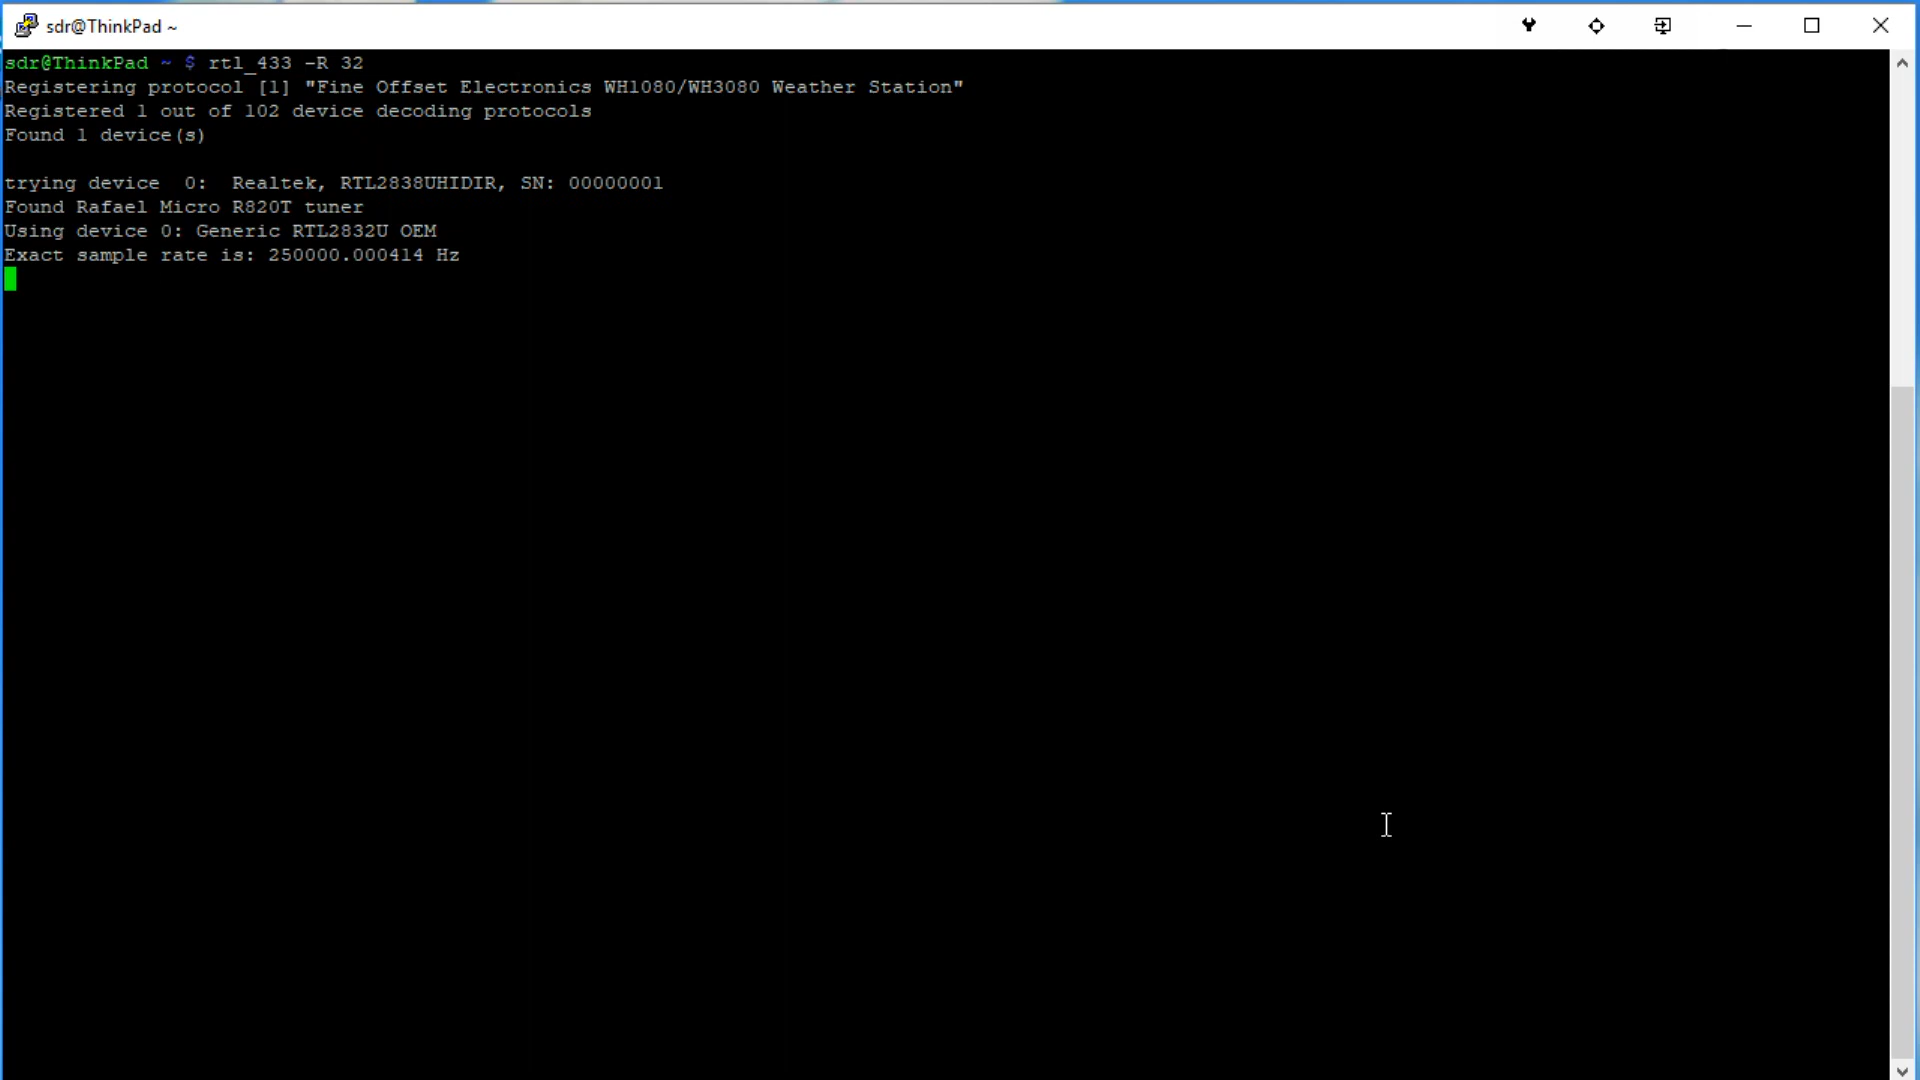 sdr@ThinkPad ~
sdr@ThinkPad ~ $ rtl_433 -R 32
Registering protocol [1] "Fine Offset Electronics WH1080/WH3080 Weather Station"
Registered 1 out of 102 device decoding protocols
Found 1 device(s)
trying device  0:  Realtek, RTL2838UHIDIR, SN: 00000001
Found Rafael Micro R820T tuner
Using device 0: Generic RTL2832U OEM
Exact sample rate is: 250000.000414 Hz